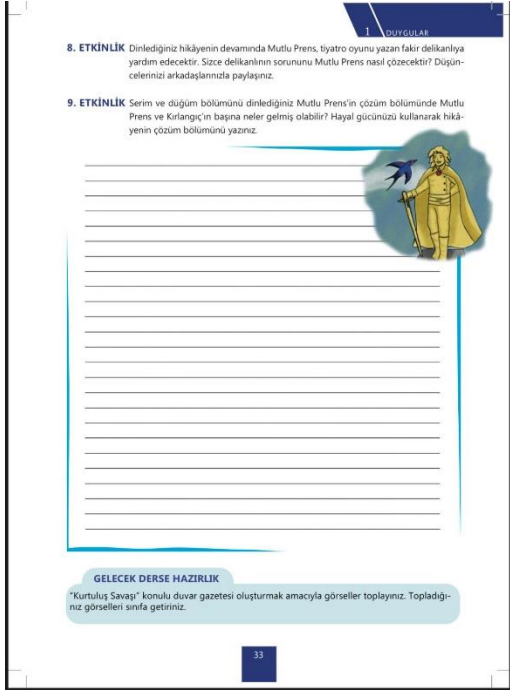 1 DUYGULAR
8. ETKİNLİK Dinlediğiniz hikâyenin devamında Mutlu Prens, tiyatro oyunu yazan fakir delikanlıya
yardım edecektir. Sizce delikanlının sorununu Mutlu Prens nasıl çözecektir? Düşün-
celerinizi arkadaşlarınızla paylaşınız.
9. ETKİNLİK Serim ve düğüm bölümünü dinlediğiniz Mutlu Prens'in çözüm bölümünde Mutlu
Prens ve Kırlangıç'ın başına neler gelmiş olabilir? Hayal gücünüzü kullanarak hikâ-
yenin çözüm bölümünü yazınız.
GELECEK DERSE HAZIRLIK
"Kurtuluş Savaşı" konulu duvar gazetesi oluşturmak amacıyla görseller toplayınız. Topladığı-
nız görselleri sınıfa getiriniz.
33